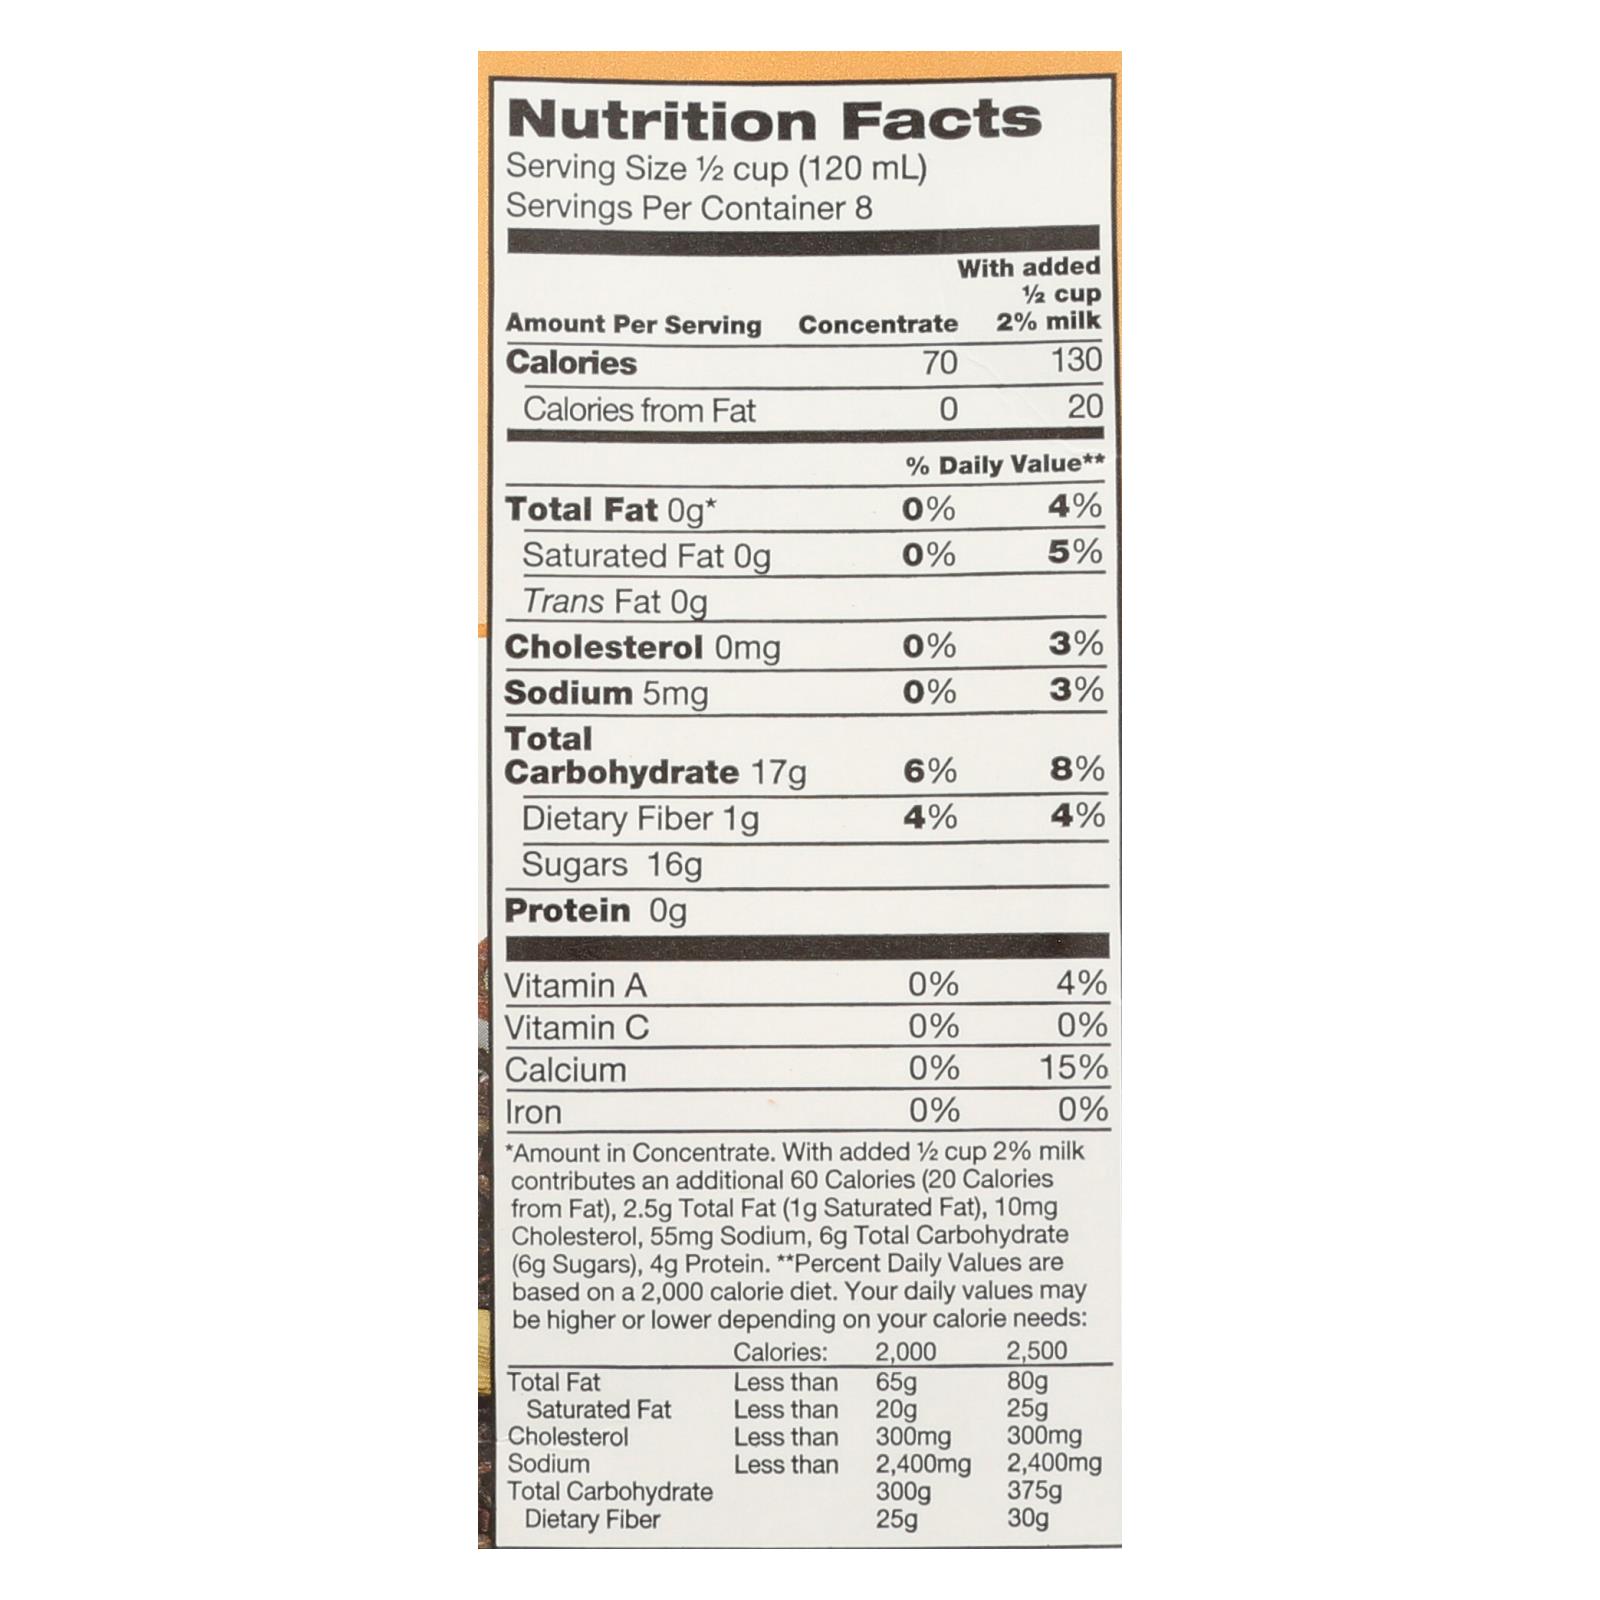 Nutrition Facts
Serving Size ½ cup (120 mL)
Servings Per Container 8
With added
½ cup
Amount Per Serving Concentrate 2% milk
Calories 70 130
Calories from Fat 0 20
% Daily Value**
Total Fat 0g* 0% 4%
Saturated Fat 0g 0% 5%
Trans Fat 0g
Cholesterol 0mg 0% 3%
Sodium 5mg 0% 3%
Total
Carbohydrate 17g 6% 8%
Dietary Fiber 1g 4% 4%
Sugars 16g
Protein 0g
Vitamin A 0% 4%
Vitamin C 0% 0%
Calcium 0% 15%
Iron 0% 0%
*Amount in Concentrate. With added ½ cup 2% milk
contributes an additional 60 Calories (20 Calories
from Fat), 2.5g Total Fat (1g Saturated Fat), 10mg
Cholesterol, 55mg Sodium, 6g Total Carbohydrate
(6g Sugars), 4g Protein. **Percent Daily Values are
based on a 2,000 calorie diet. Your daily values may
be higher or lower depending on your calorie needs:
Calories: 2,000 2,500
Total Fat Less than 65g 80g
Saturated Fat Less than 20g 25g
Cholesterol Less than 300mg 300mg
Sodium Less than 2,400mg 2,400mg
Total Carbohydrate 300g 375g
Dietary Fiber 25g 30g